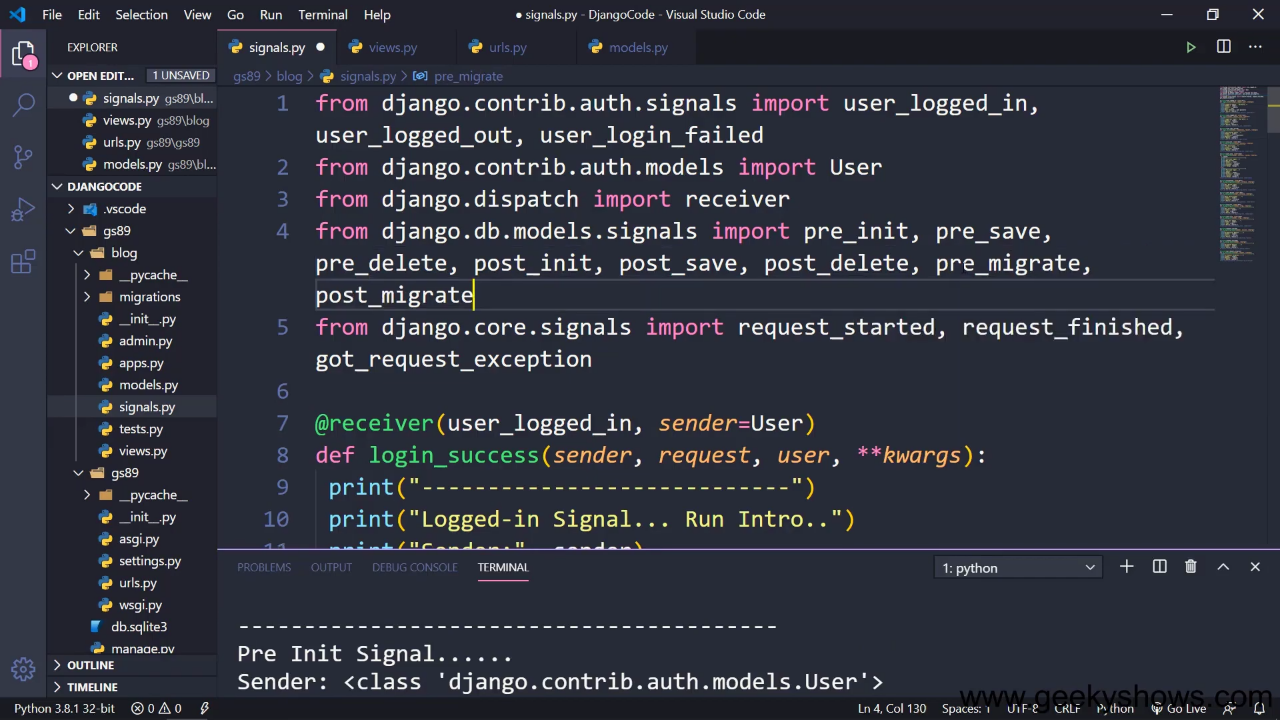 File Edit Selection View Go Run Terminal Help
● signals.py - DjangoCode - Visual Studio Code
EXPLORER
OPEN EDIT... 1 UNSAVED
signals.py gs89\bl...
views.py gs89\blog
urls.py gs89\gs89
models.py gs89\bl...
DJANGOCODE
.vscode
gs89
blog
__pycache__
migrations
__init__.py
admin.py
apps.py
models.py
signals.py
tests.py
views.py
gs89
__pycache__
__init__.py
asgi.py
settings.py
urls.py
wsgi.py
db.sqlite3
manage.py
OUTLINE
TIMELINE
signals.py views.py urls.py models.py
gs89 > blog > signals.py > pre_migrate
1 from django.contrib.auth.signals import user_logged_in,
user_logged_out, user_login_failed
2 from django.contrib.auth.models import User
3 from django.dispatch import receiver
4 from django.db.models.signals import pre_init, pre_save,
pre_delete, post_init, post_save, post_delete, pre_migrate,
post_migrate
5 from django.core.signals import request_started, request_finished,
got_request_exception
6
7 @receiver(user_logged_in, sender=User)
8 def login_success(sender, request, user, **kwargs):
9 print("----------------------------")
10 print("Logged-in Signal... Run Intro..")
11 print("Sender:", sender)
PROBLEMS OUTPUT DEBUG CONSOLE TERMINAL
1: python
-----------------------------------------
Pre Init Signal......
Sender: <class 'django.contrib.auth.models.User'>
www.geekyshows.com
Python 3.8.1 32-bit 0 0 Ln 4, Col 130 Spaces: 1 UTF-8 CRLF Python Go Live
1